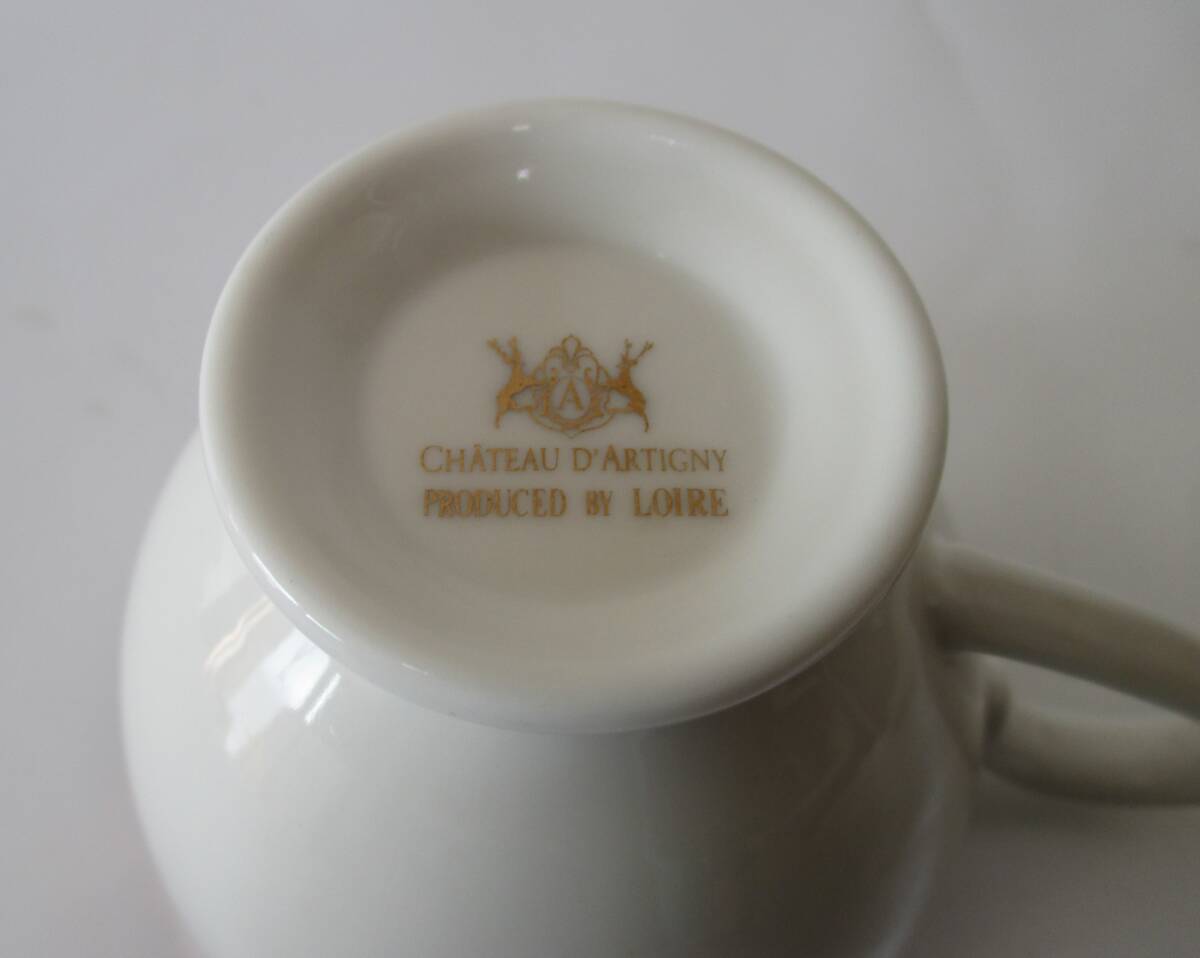 A
CHÂTEAU D'ARTIGNY
PRODUCED BY LOIRE